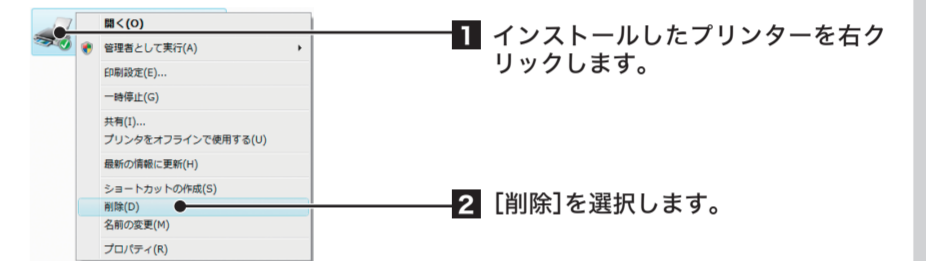 開く(O)
管理者として実行(A)
印刷設定(E)...
一時停止(G)
共有(I)...
プリンタをオフラインで使用する(U)
最新の情報に更新(H)
ショートカットの作成(S)
削除(D)
名前の変更(M)
プロパティ(R)
1 インストールしたプリンターを右ク
リックします。
2 [削除]を選択します。